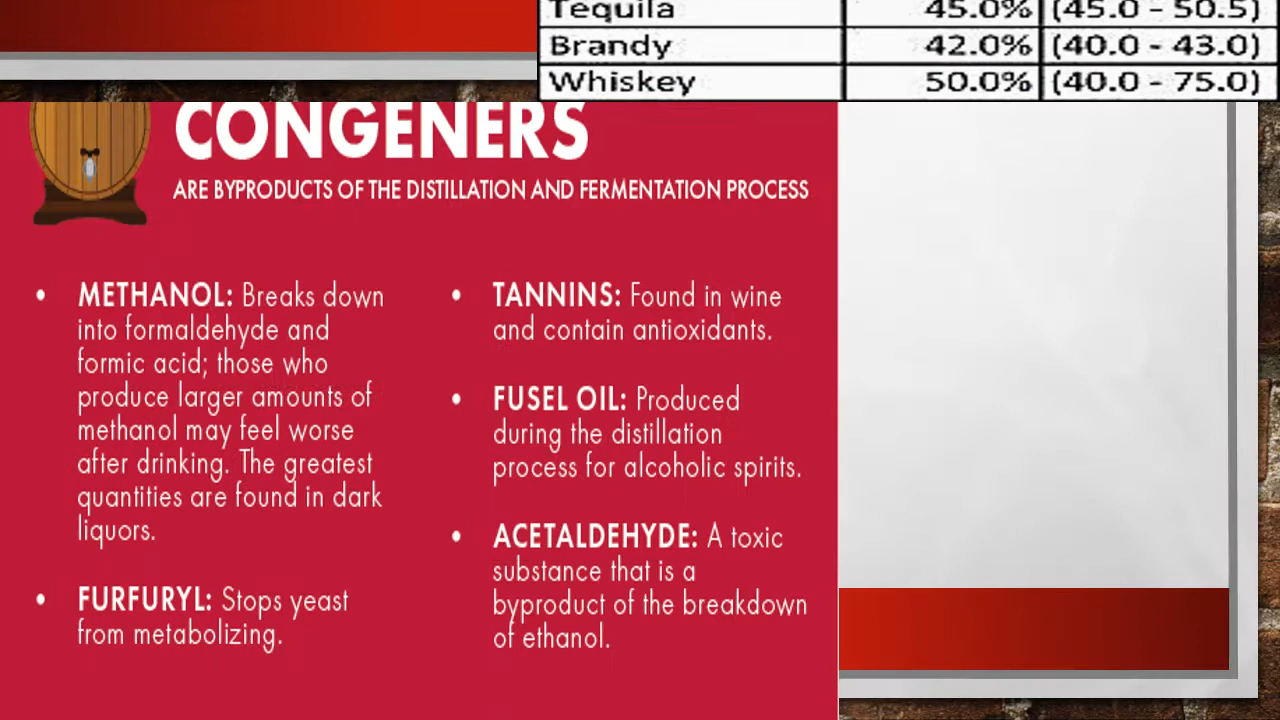 Tequila 45.0% (45.0 - 50.5)
Brandy 42.0% (40.0 - 43.0)
Whiskey 50.0% (40.0 - 75.0)
CONGENERS
ARE BYPRODUCTS OF THE DISTILLATION AND FERMENTATION PROCESS
• METHANOL: Breaks down
into formaldehyde and
formic acid; those who
produce larger amounts of
methanol may feel worse
after drinking. The greatest
quantities are found in dark
liquors.
• FURFURYL: Stops yeast
from metabolizing.
• TANNINS: Found in wine
and contain antioxidants.
• FUSEL OIL: Produced
during the distillation
process for alcoholic spirits.
• ACETALDEHYDE: A toxic
substance that is a
byproduct of the breakdown
of ethanol.